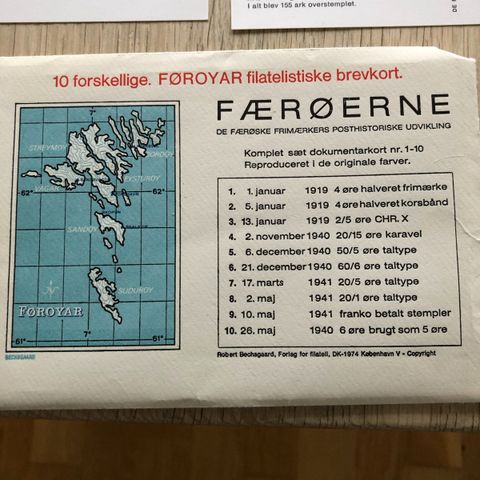 I alt blev 155 ark overstemplet.
10 forskellige. FØROYAR filatelistiske brevkort.
FÆRØERNE
DE FÆRØSKE FRIMÆRKERS POSTHISTORISKE UDVIKLING
Komplet sæt dokumentarkort nr. 1-10
Reproduceret i de originale farver.
1. 1. januar 1919 4 øre halveret frimærke
2. 5. januar 1919 4 øre halveret korsbånd
3. 13. januar 1919 2/5 øre CHR. X
4. 2. november 1940 20/15 øre karavel
5. 6. december 1940 50/5 øre taltype
6. 21. december 1940 60/6 øre taltype
7. 17. marts 1941 20/5 øre taltype
8. 2. maj 1941 20/1 øre taltype
9. 10. maj 1941 franko betalt stempler
10. 26. maj 1940 6 øre brugt som 5 øre
Robert Bechsgaard, Forlag for filateli, DK-1974 København V - Copyright
7°
STREYMOY
BORDOY
EYSTUROY
VAGAR
62°
62°
SANDOY
SUDUROY
N
FØROYAR
61°
7°
BECHSGAARD